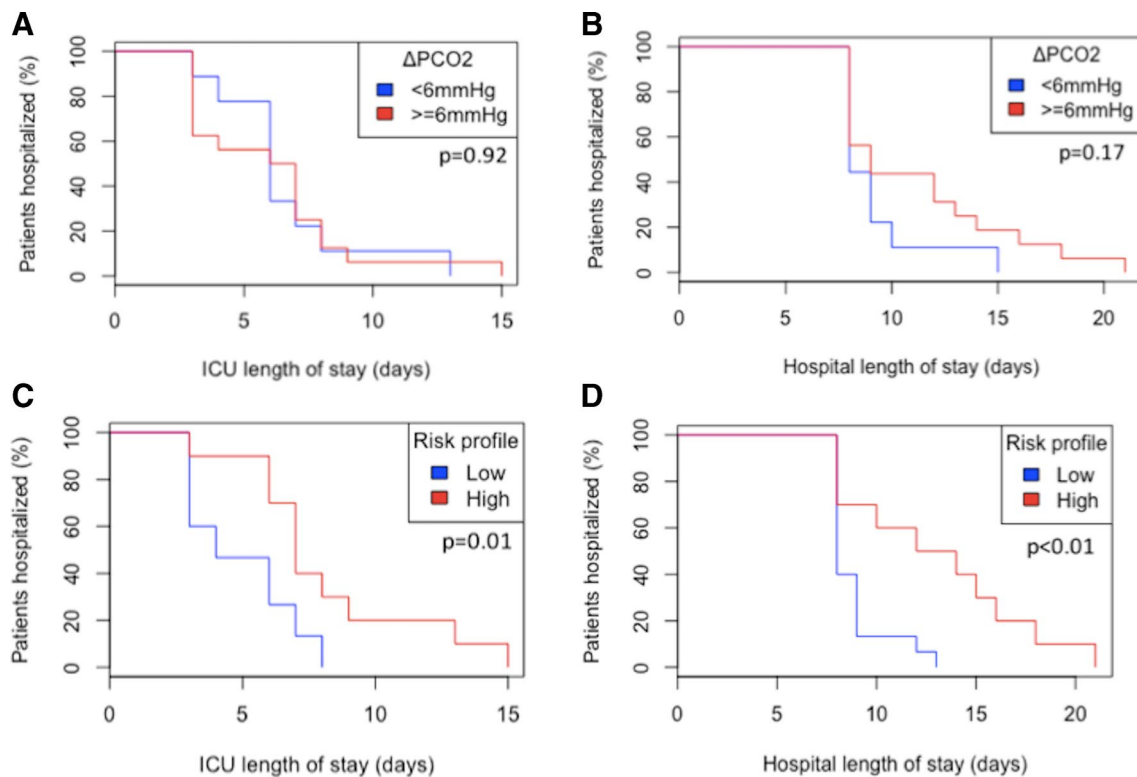 A
Patients hospitalized (%)
100
80
60
40
20
0
ΔPCO2
<6mmHg
>=6mmHg
p=0.92
0 5 10 15
ICU length of stay (days)
B
Patients hospitalized (%)
100
80
60
40
20
0
ΔPCO2
<6mmHg
>=6mmHg
p=0.17
0 5 10 15 20
Hospital length of stay (days)
C
Patients hospitalized (%)
100
80
60
40
20
0
Risk profile
Low
High
p=0.01
0 5 10 15
ICU length of stay (days)
D
Patients hospitalized (%)
100
80
60
40
20
0
Risk profile
Low
High
p<0.01
0 5 10 15 20
Hospital length of stay (days)